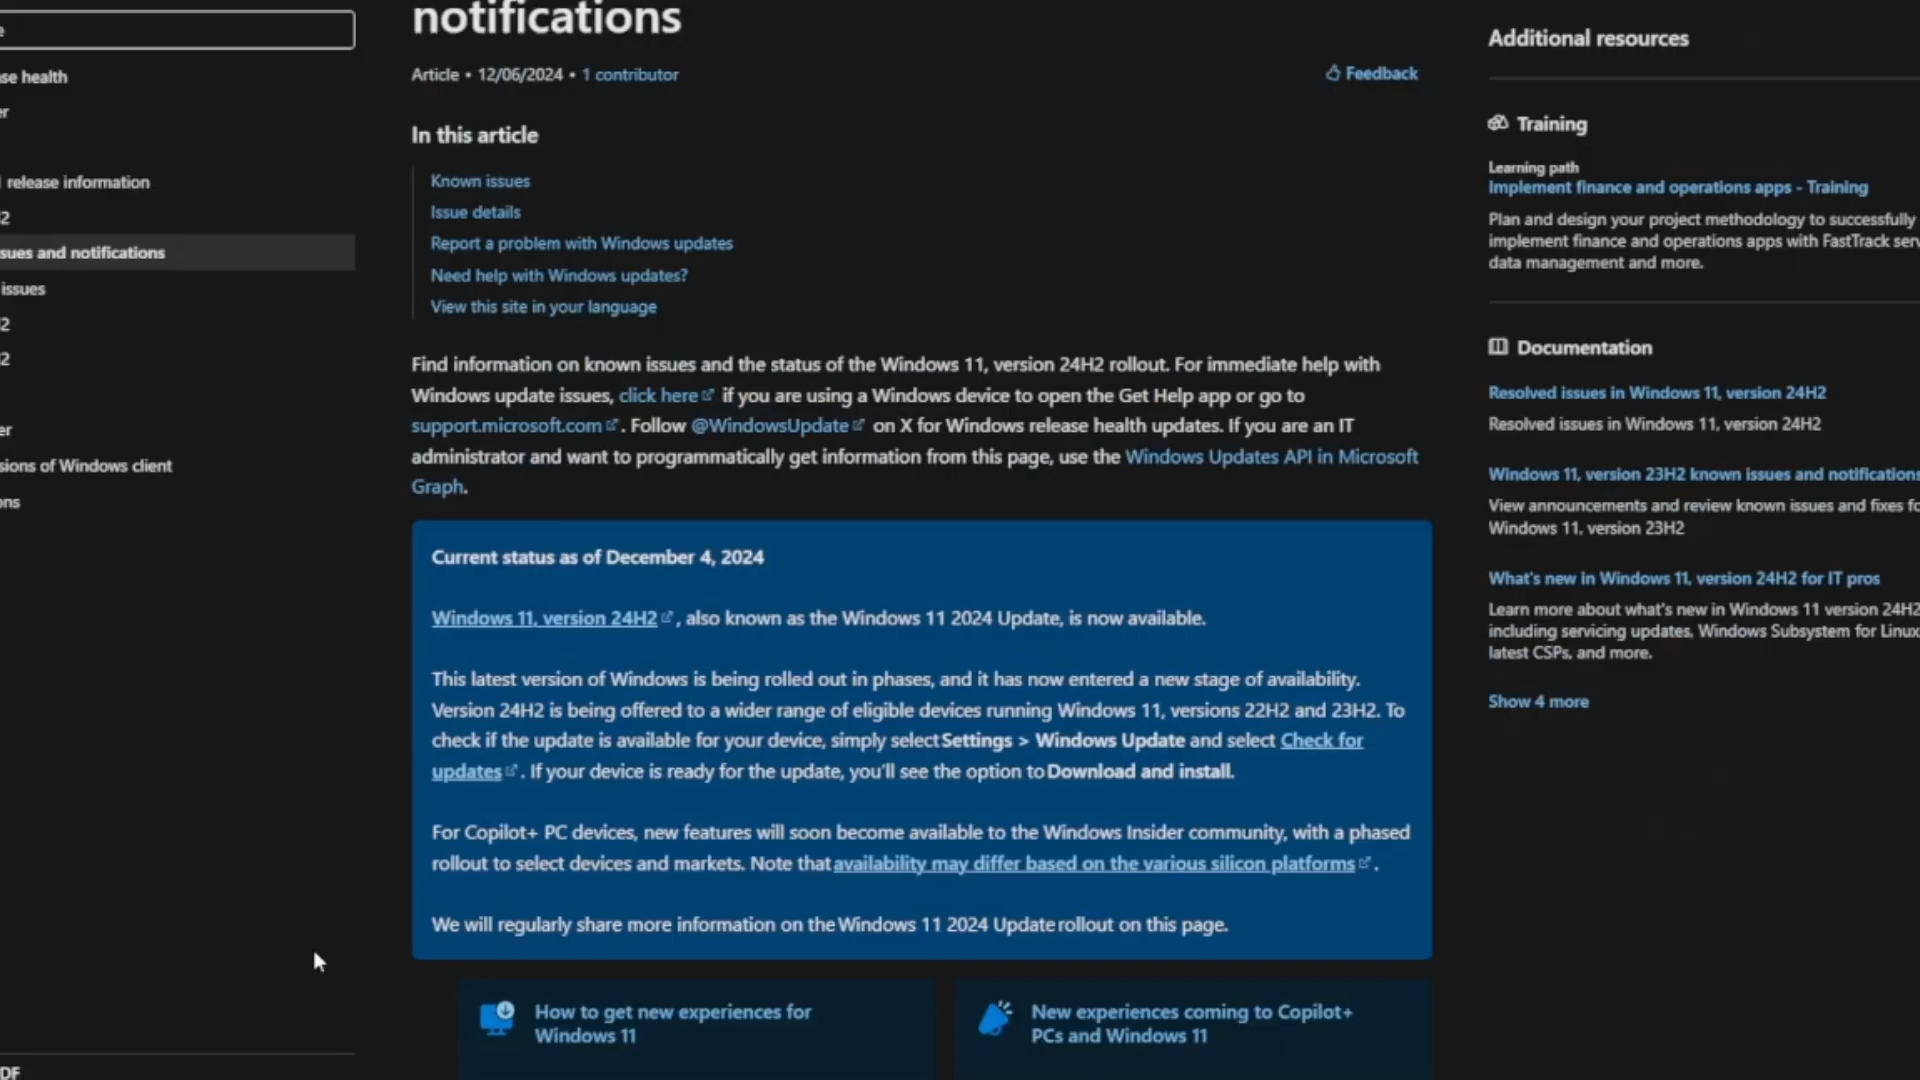 notifications
Article • 12/06/2024 • 1 contributor
Feedback
In this article
Known issues
Issue details
Report a problem with Windows updates
Need help with Windows updates?
View this site in your language
Find information on known issues and the status of the Windows 11, version 24H2 rollout. For immediate help with
Windows update issues, click here if you are using a Windows device to open the Get Help app or go to
support.microsoft.com. Follow @WindowsUpdate on X for Windows release health updates. If you are an IT
administrator and want to programmatically get information from this page, use the Windows Updates API in Microsoft
Graph.
Current status as of December 4, 2024
Windows 11, version 24H2, also known as the Windows 11 2024 Update, is now available.
This latest version of Windows is being rolled out in phases, and it has now entered a new stage of availability.
Version 24H2 is being offered to a wider range of eligible devices running Windows 11, versions 22H2 and 23H2. To
check if the update is available for your device, simply select Settings > Windows Update and select Check for
updates. If your device is ready for the update, you'll see the option to Download and install.
For Copilot+ PC devices, new features will soon become available to the Windows Insider community, with a phased
rollout to select devices and markets. Note that availability may differ based on the various silicon platforms.
We will regularly share more information on the Windows 11 2024 Update rollout on this page.
How to get new experiences for
Windows 11
New experiences coming to Copilot+
PCs and Windows 11
e
se health
er
release information
H2
sues and notifications
issues
H2
H2
er
sions of Windows client
ons
DF
Additional resources
Training
Learning path
Implement finance and operations apps - Training
Plan and design your project methodology to successfully
implement finance and operations apps with FastTrack serv
data management and more.
Documentation
Resolved issues in Windows 11, version 24H2
Resolved issues in Windows 11, version 24H2
Windows 11, version 23H2 known issues and notifications
View announcements and review known issues and fixes fo
Windows 11, version 23H2
What's new in Windows 11, version 24H2 for IT pros
Learn more about what's new in Windows 11 version 24H2
including servicing updates, Windows Subsystem for Linux
latest CSPs, and more.
Show 4 more